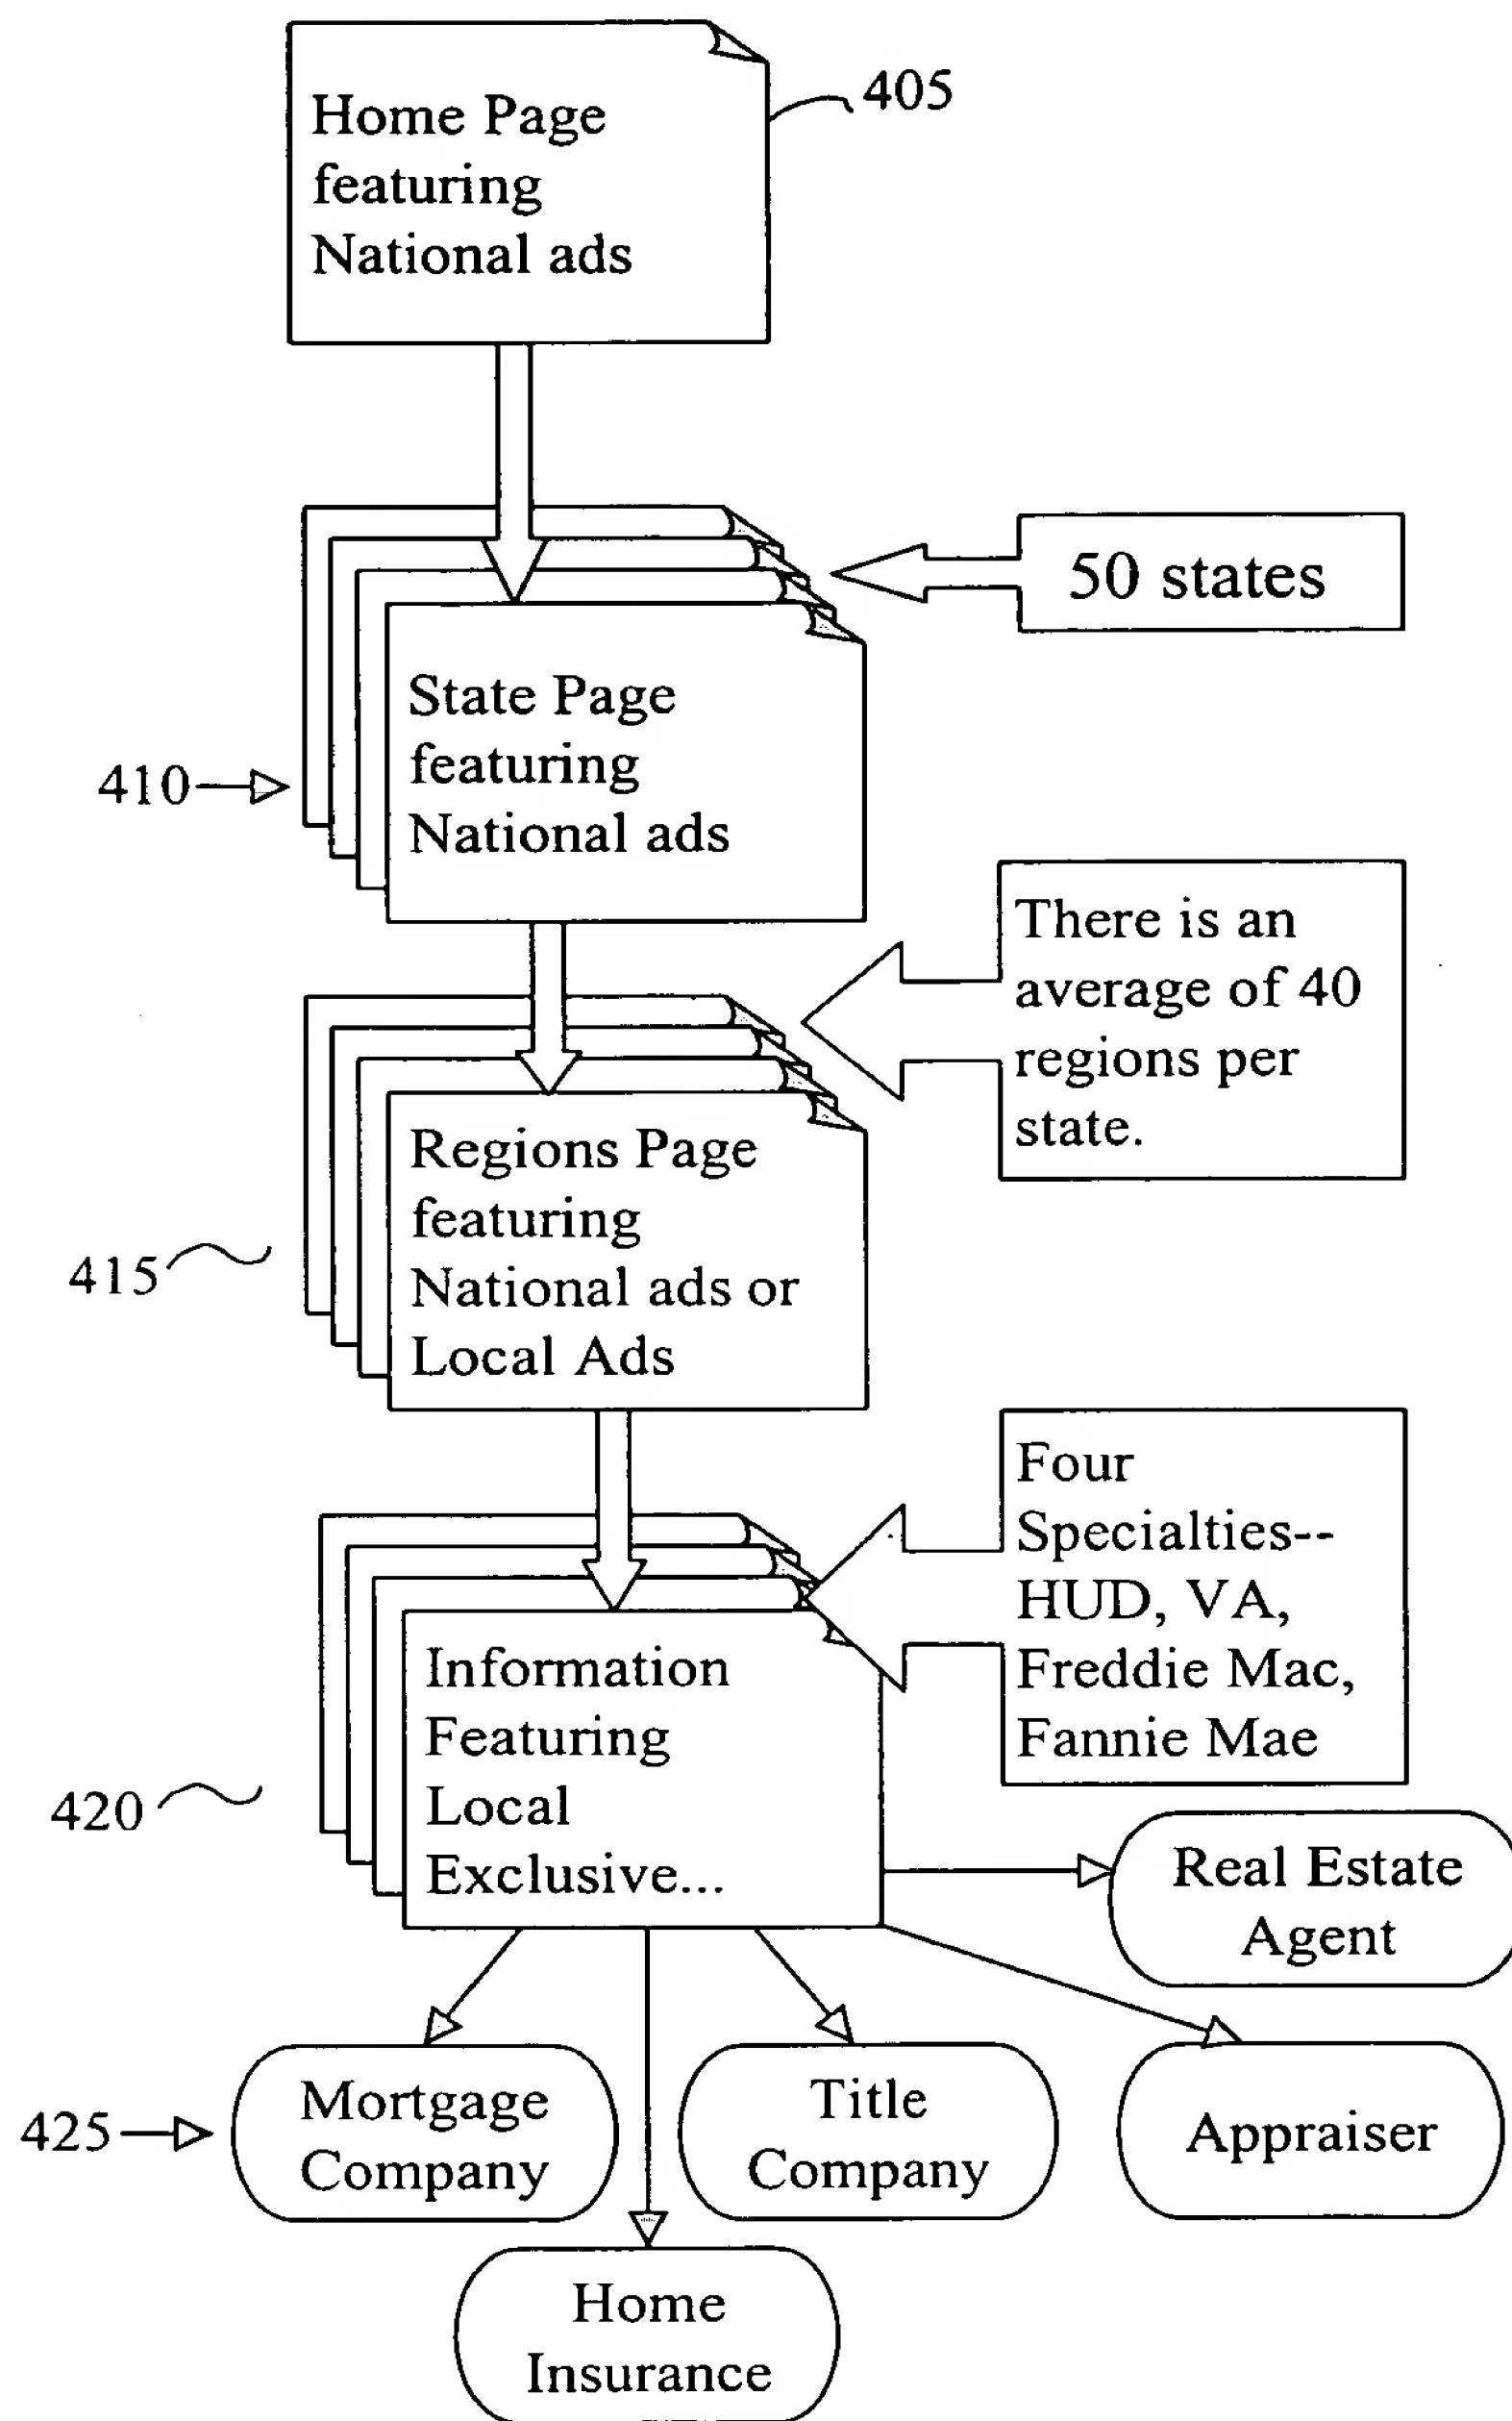 Home Page
featuring
National ads
405
50 states
State Page
featuring
National ads
410
There is an
average of 40
regions per
state.
Regions Page
featuring
National ads or
Local Ads
415
Four
Specialties--
HUD, VA,
Freddie Mac,
Fannie Mae
Information
Featuring
Local
Exclusive...
420
Real Estate
Agent
425
Mortgage
Company
Title
Company
Appraiser
Home
Insurance